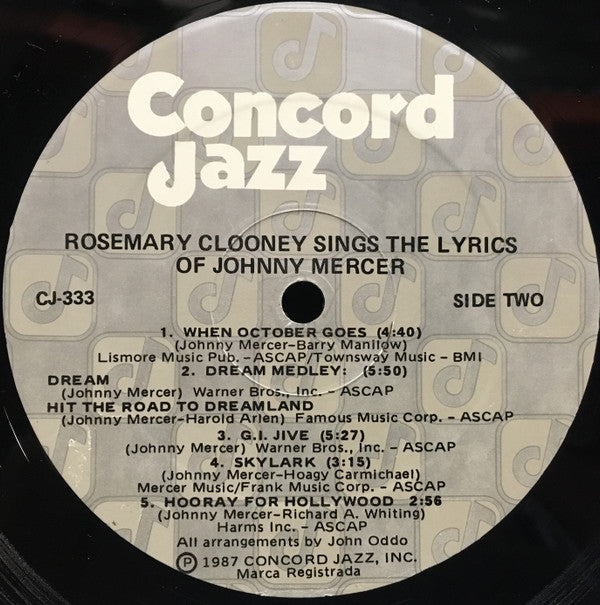 Concord
Jazz
ROSEMARY CLOONEY SINGS THE LYRICS
OF JOHNNY MERCER
CJ-333
SIDE TWO
1. WHEN OCTOBER GOES (4:40)
(Johnny Mercer-Barry Manilow)
Lismore Music Pub. - ASCAP/Townsway Music - BMI
2. DREAM MEDLEY: (5:50)
DREAM
(Johnny Mercer) Warner Bros., Inc. - ASCAP
HIT THE ROAD TO DREAMLAND
(Johnny Mercer-Harold Arlen) Famous Music Corp. - ASCAP
3. G.I. JIVE (5:27)
(Johnny Mercer) Warner Bros., Inc. - ASCAP
4. SKYLARK (3:15)
(Johnny Mercer-Hoagy Carmichael)
Mercer Music/Frank Music Corp. - ASCAP
5. HOORAY FOR HOLLYWOOD 2:56
(Johnny Mercer-Richard A. Whiting)
Harms Inc. - ASCAP
All arrangements by John Oddo
Ⓟ 1987 CONCORD JAZZ, INC.
Marca Registrada